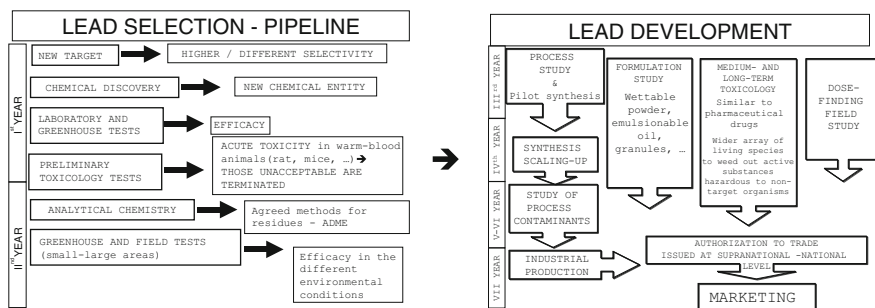 LEAD SELECTION - PIPELINE
Iˢᵗ YEAR
NEW TARGET
HIGHER / DIFFERENT SELECTIVITY
CHEMICAL DISCOVERY
NEW CHEMICAL ENTITY
LABORATORY AND
GREENHOUSE TESTS
EFFICACY
PRELIMINARY
TOXICOLOGY TESTS
ACUTE TOXICITY in warm-blood
animals(rat, mice, …)→
THOSE UNACCEPTABLE ARE
TERMINATED
IIⁿᵈ YEAR
ANALYTICAL CHEMISTRY
Agreed methods for
residues - ADME
GREENHOUSE AND FIELD TESTS
(small-large areas)
Efficacy in the
different
environmental
conditions
LEAD DEVELOPMENT
IIIʳᵈ YEAR
IVᵗʰ YEAR
V-VI YEAR
VII YEAR
PROCESS
STUDY
&
Pilot synthesis
SYNTHESIS
SCALING-UP
STUDY OF
PROCESS
CONTAMINANTS
INDUSTRIAL
PRODUCTION
FORMULATION
STUDY
Wettable
powder,
emulsionable
oil,
granules, …
MEDIUM- AND
LONG-TERM
TOXICOLOGY
Similar to
pharmaceutical
drugs
Wider array of
living species
to weed out active
substances
hazardous to non-
target organisms
DOSE-
FINDING
FIELD
STUDY
AUTHORIZATION TO TRADE
ISSUED AT SUPRANATIONAL -NATIONAL
LEVEL
MARKETING